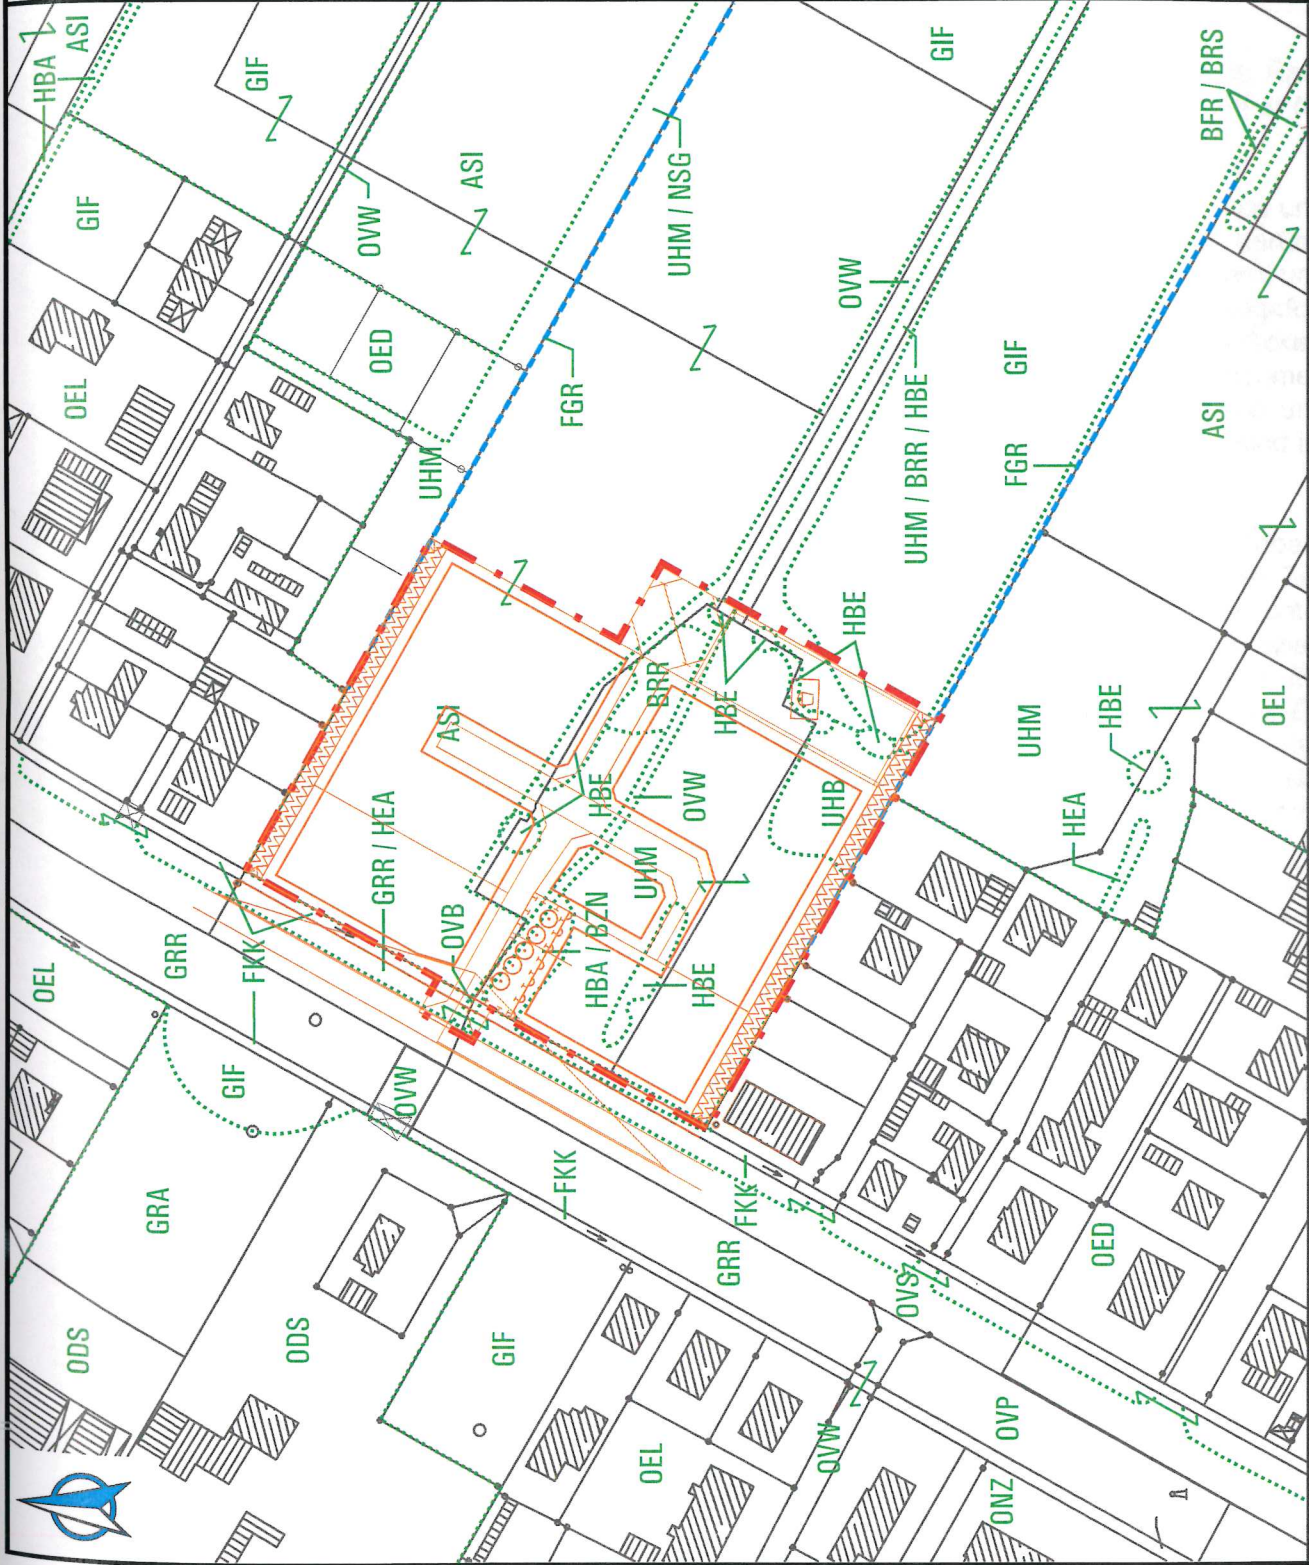 HBA
ASI
GIF
GIF
OVW
ASI
UHM / NSG
GIF
BFR / BRS
OEL
OED
UHM
FGR
OVW
UHM / BRR / HBE
GIF
FGR
ASI
ASI
BRR
HBE
HBE
HBE
OVW
UHM
UHB
UHM
HBE
HEA
OEL
GRR / HEA
OVB
HBA / BZN
HBE
OEL
GRR
FKK
GIF
OVW
FKK
FKK
GRA
ODS
ODS
GIF
GRR
OVS
OED
OEL
OVW
OVP
ONZ